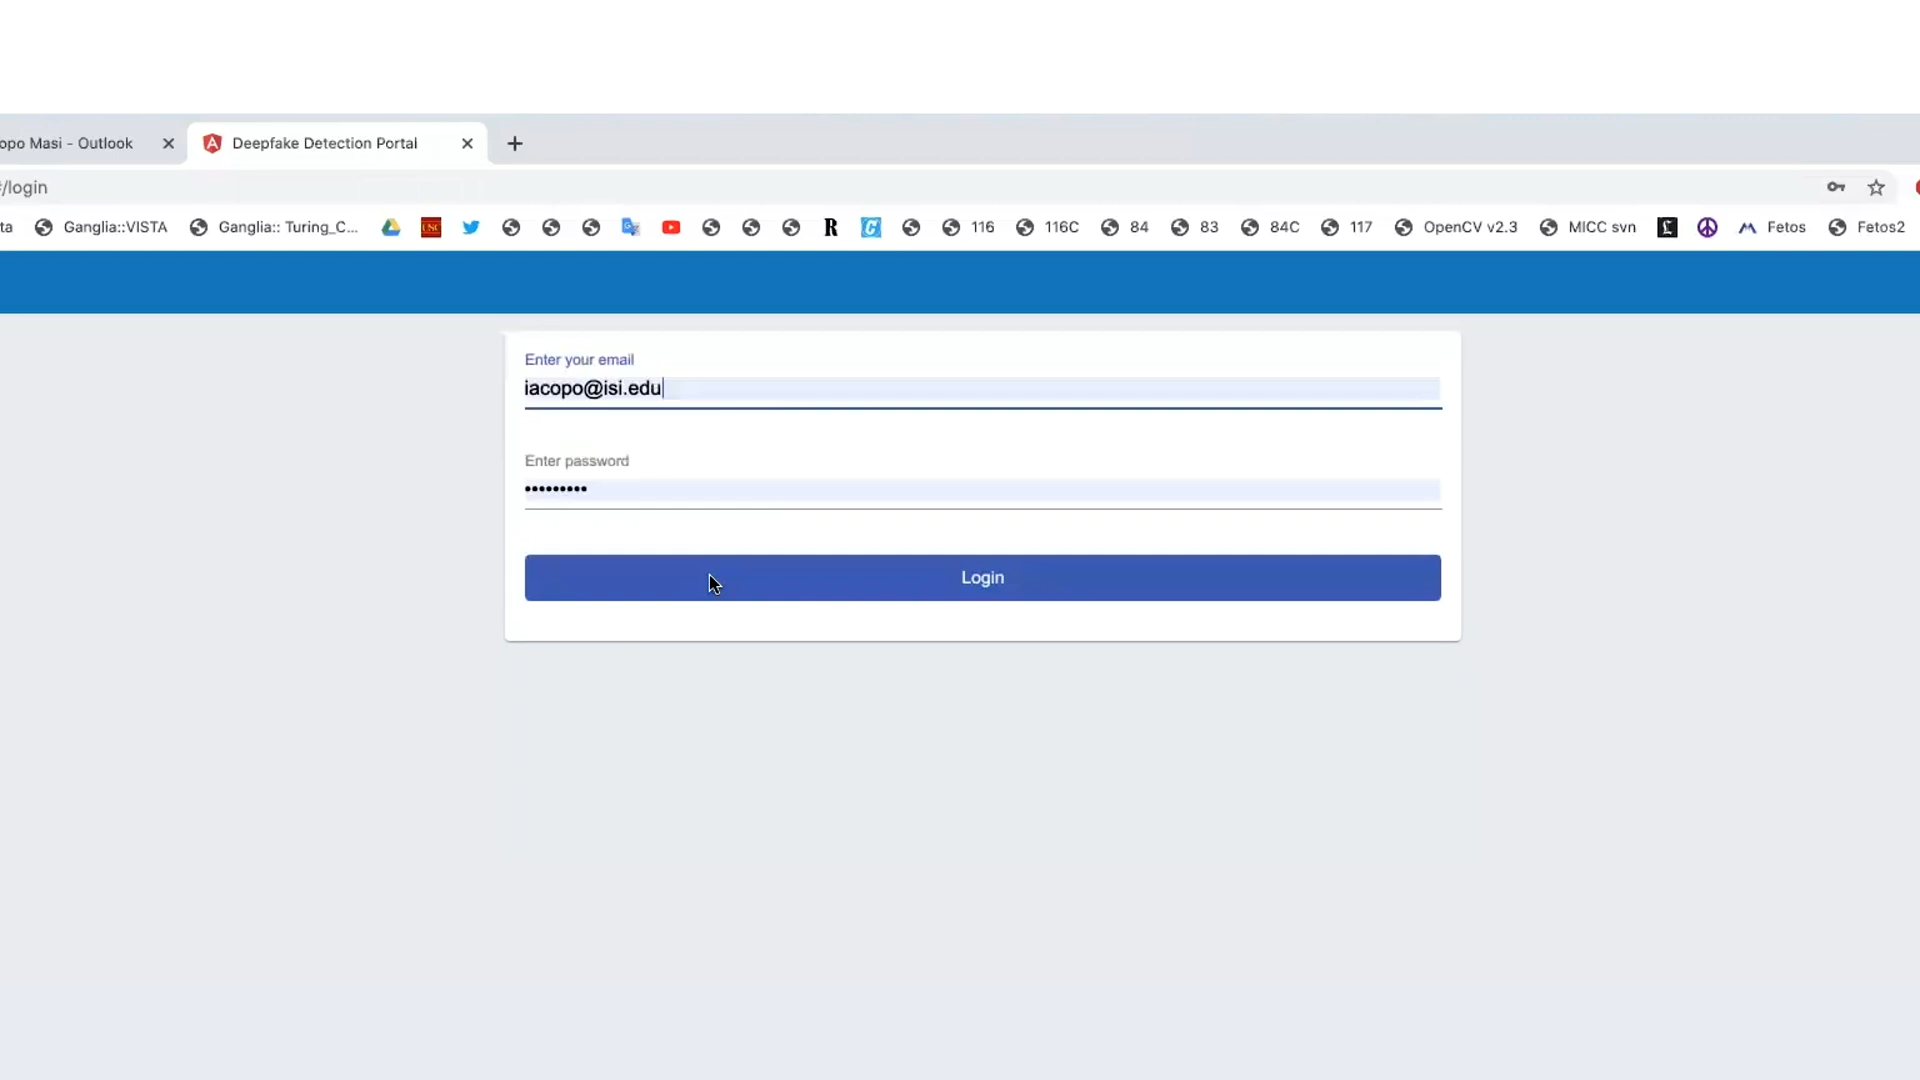 opo Masi - Outlook
Deepfake Detection Portal
/login
ta Ganglia::VISTA Ganglia:: Turing_C... USC R C 116 116C 84 83 84C 117 OpenCV v2.3 MICC svn Fetos Fetos2
Enter your email
iacopo@isi.edu
Enter password
•••••••••
Login